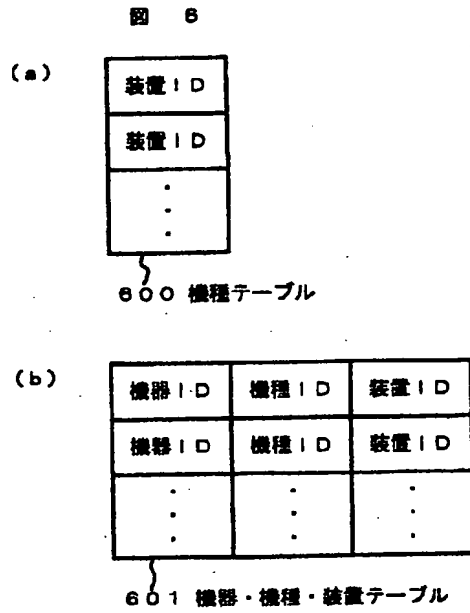 図 6
(a)
装置ID
装置ID
600 機種テーブル
(b)
機器ID 機種ID 装置ID
機器ID 機種ID 装置ID
601 機器・機種・装置テーブル